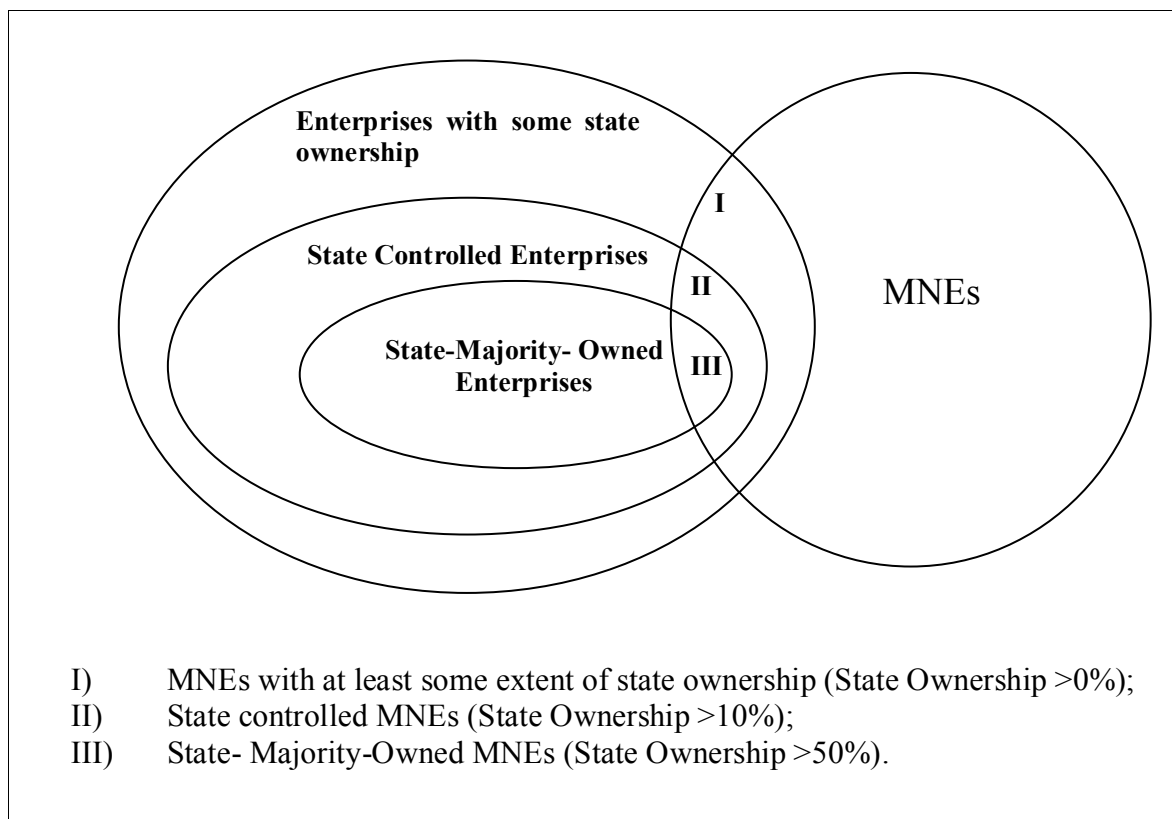 Enterprises with some state
ownership
I
State Controlled Enterprises
II
MNEs
State-Majority- Owned
Enterprises
III
I) MNEs with at least some extent of state ownership (State Ownership >0%);
II) State controlled MNEs (State Ownership >10%);
III) State- Majority-Owned MNEs (State Ownership >50%).